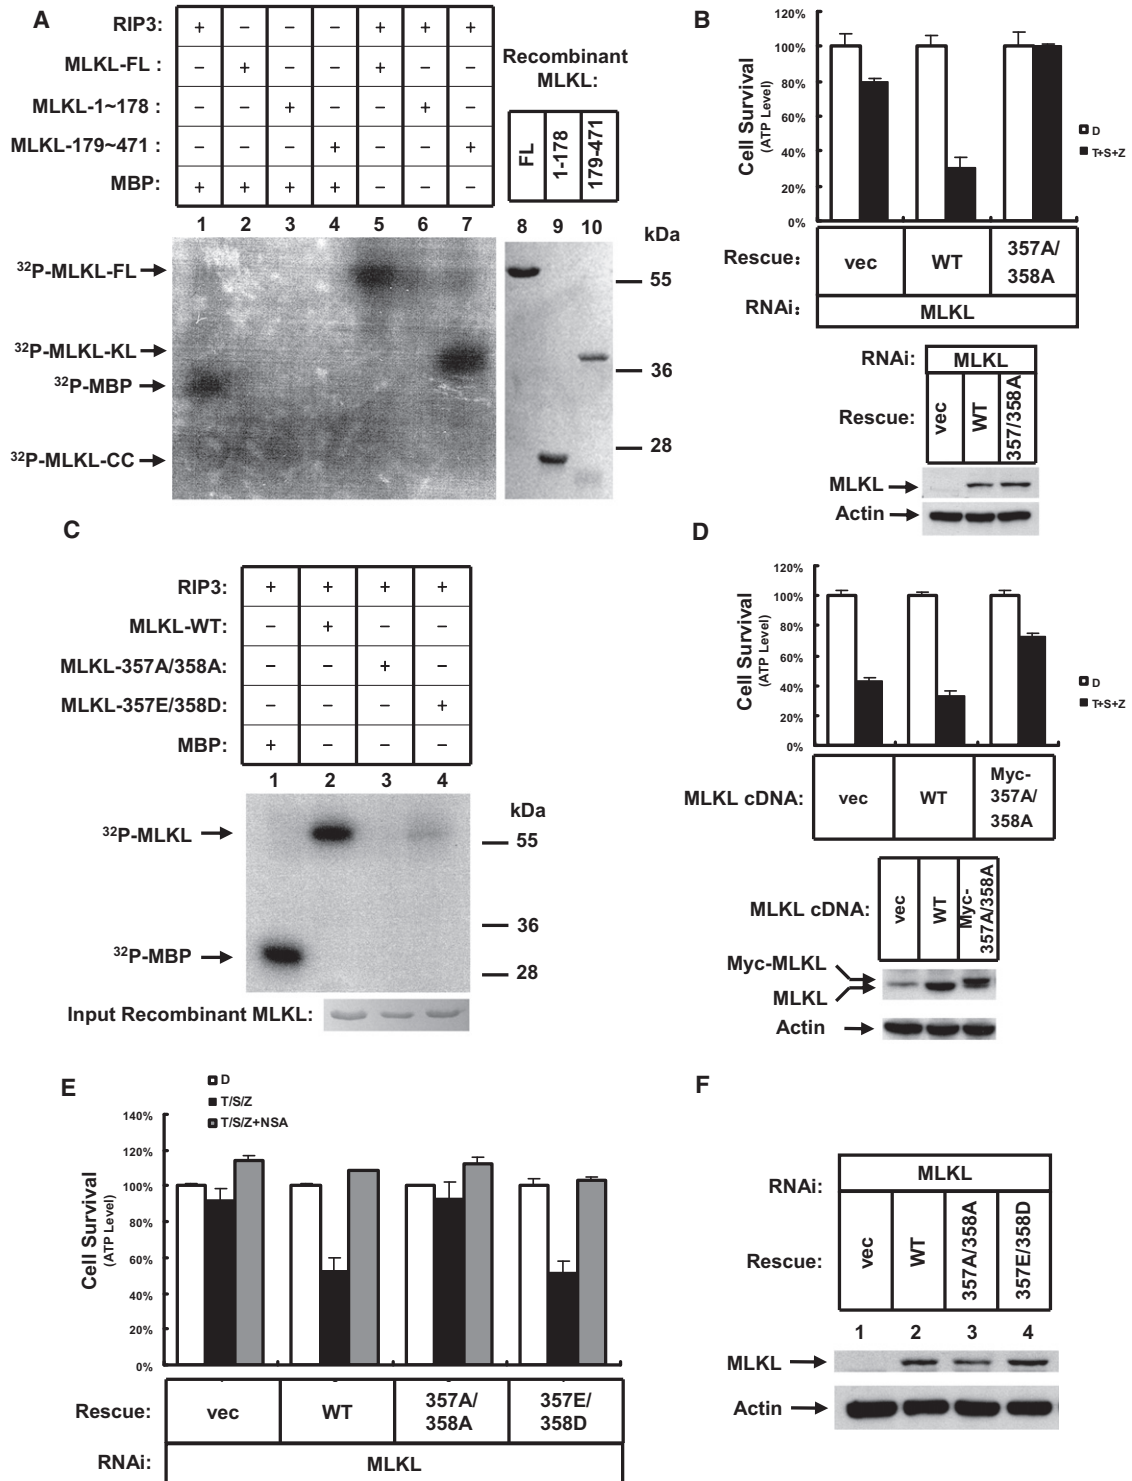 A
RIP3: + – – – + + +
MLKL-FL : – + – – + – –
MLKL-1~178 : – – + – – + –
MLKL-179~471 : – – – + – – +
MBP: + + + + – – –
1 2 3 4 5 6 7
Recombinant
MLKL:
FL
1-178
179-471
8 9 10
kDa
55
36
28
32P-MLKL-FL
32P-MLKL-KL
32P-MBP
32P-MLKL-CC
B
Cell Survival
(ATP Level)
120%
100%
80%
60%
40%
20%
0%
D
T+S+Z
Rescue: vec WT 357A/
358A
RNAi: MLKL
RNAi: MLKL
Rescue: vec WT 357/358A
MLKL
Actin
C
RIP3: + + + +
MLKL-WT: – + – –
MLKL-357A/358A: – – + –
MLKL-357E/358D: – – – +
MBP: + – – –
1 2 3 4
kDa
55
36
28
32P-MLKL
32P-MBP
Input Recombinant MLKL:
D
Cell Survival
(ATP Level)
120%
100%
80%
60%
40%
20%
0%
D
T+S+Z
MLKL cDNA: vec WT Myc-
357A/
358A
MLKL cDNA: vec WT Myc-
357A/358A
Myc-MLKL
MLKL
Actin
E
D
T/S/Z
T/S/Z+NSA
Cell Survival
(ATP Level)
140%
120%
100%
80%
60%
40%
20%
0%
Rescue: vec WT 357A/
358A 357E/
358D
RNAi: MLKL
F
RNAi: MLKL
Rescue: vec WT 357A/358A 357E/358D
1 2 3 4
MLKL
Actin